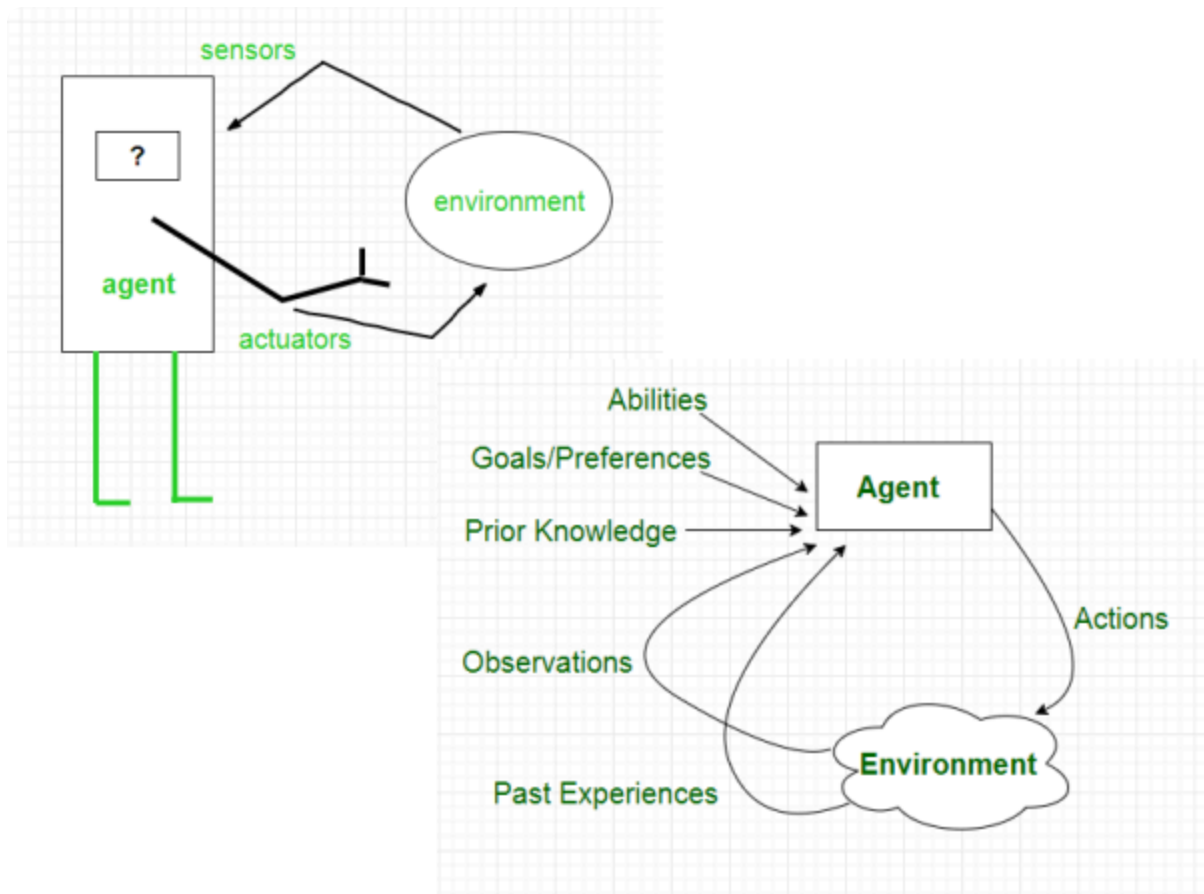 sensors
?
environment
agent
actuators
Abilities
Goals/Preferences
Agent
Prior Knowledge
Actions
Observations
Environment
Past Experiences